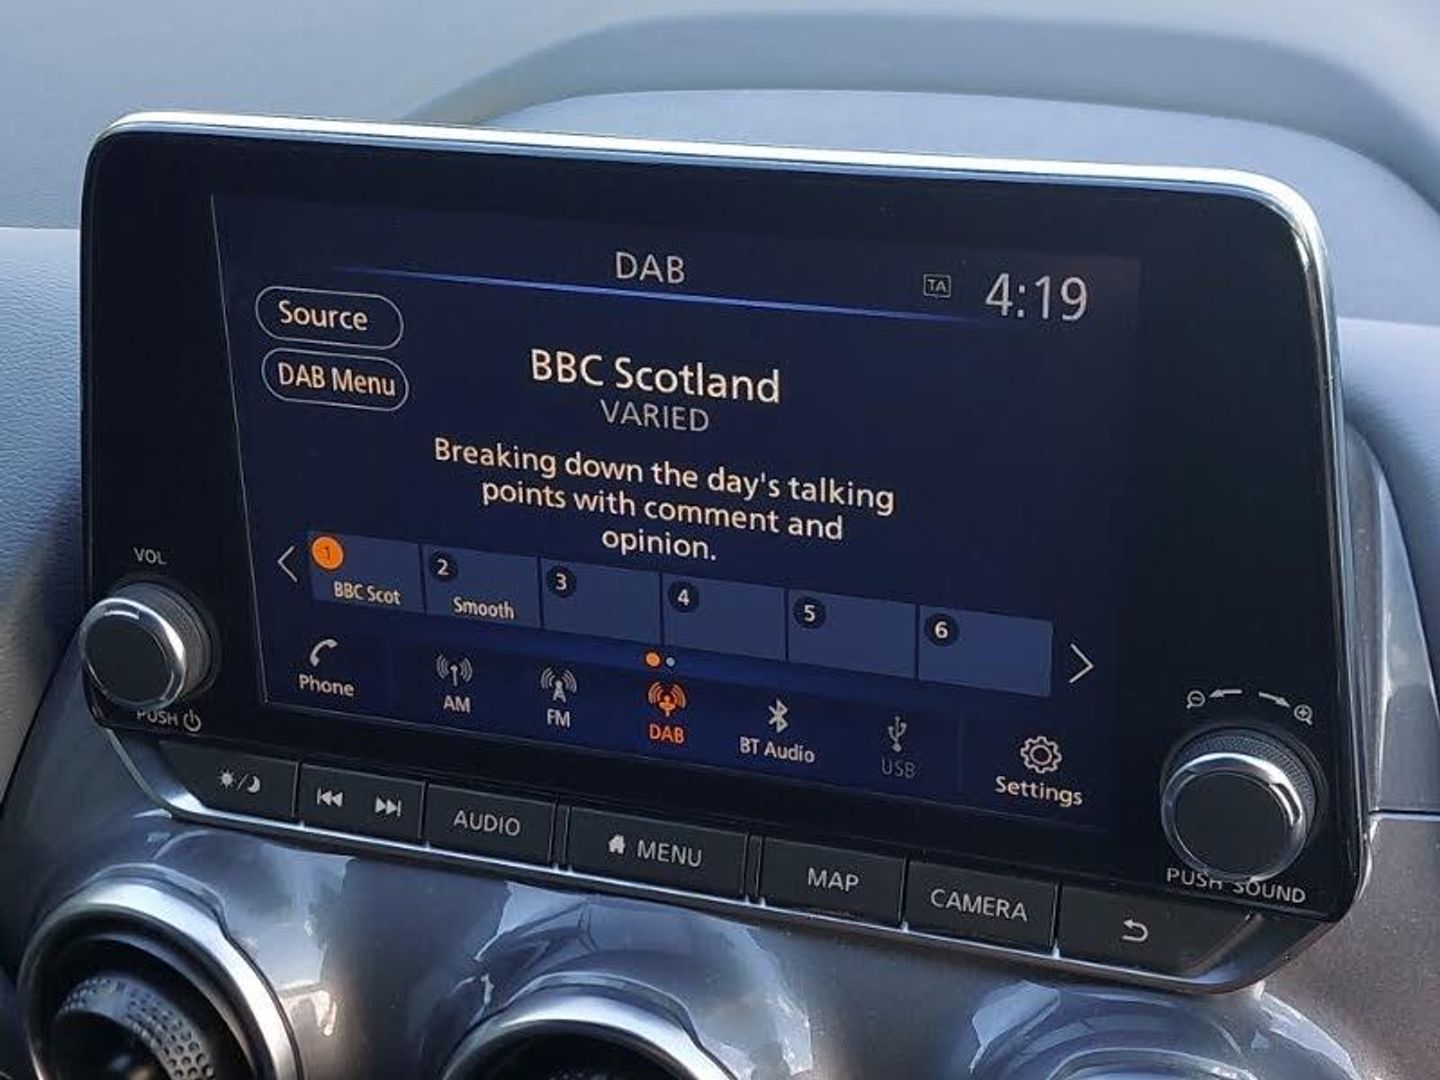 DAB
TA
4:19
Source
DAB Menu
BBC Scotland
VARIED
Breaking down the day's talking
points with comment and
opinion.
1
BBC Scot
2
Smooth
3
4
5
6
Phone
AM
FM
DAB
BT Audio
USB
Settings
VOL
PUSH
PUSH SOUND
AUDIO
MENU
MAP
CAMERA